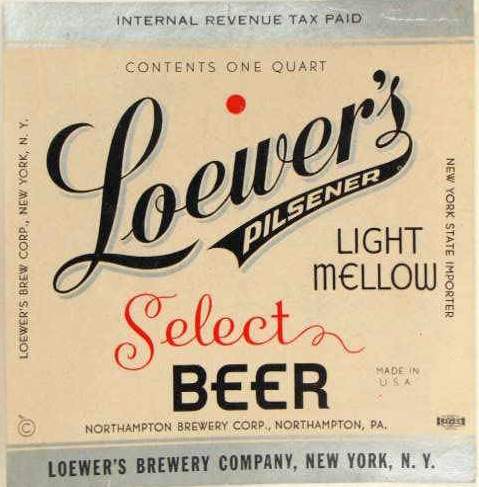 INTERNAL REVENUE TAX PAID
CONTENTS ONE QUART
Loewer's
PILSENER
LIGHT
MELLOW
Select
BEER
MADE IN
U.S.A.
NORTHAMPTON BREWERY CORP., NORTHAMPTON, PA.
LOEWER'S BREWERY COMPANY, NEW YORK, N. Y.
LOEWER'S BREW CORP., NEW YORK, N. Y.
NEW YORK STATE IMPORTER
©